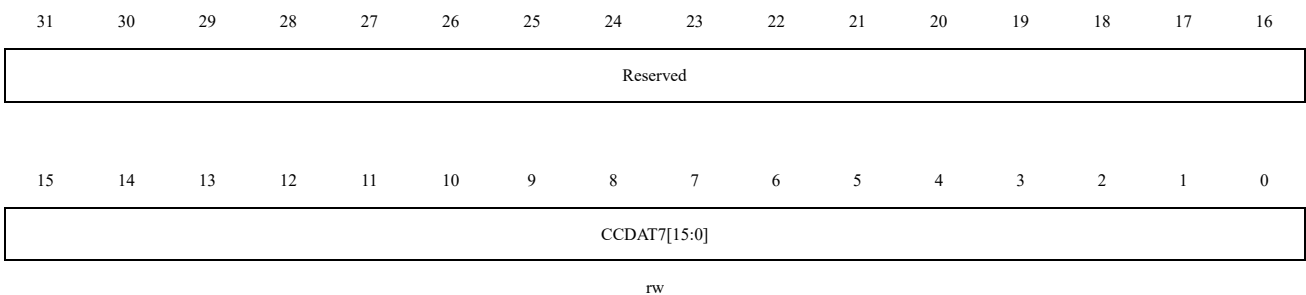 31 30 29 28 27 26 25 24 23 22 21 20 19 18 17 16
Reserved
15 14 13 12 11 10 9 8 7 6 5 4 3 2 1 0
CCDAT7[15:0]
rw